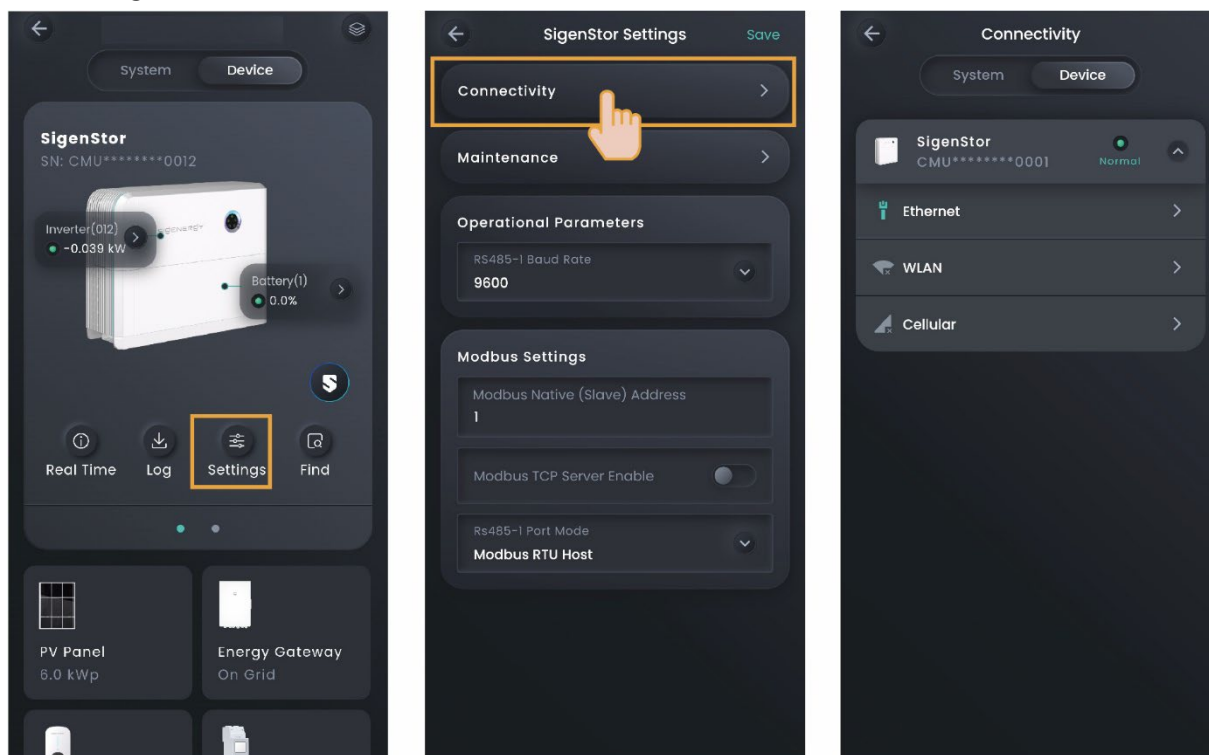 System Device
SigenStor
SN: CMU********0012
Inverter(012)
-0.039 kW
SIGENERGY
Battery(1)
0.0%
Real Time Log Settings Find
PV Panel
6.0 kWp
Energy Gateway
On Grid
SigenStor Settings Save
Connectivity
Maintenance
Operational Parameters
RS485-1 Baud Rate
9600
Modbus Settings
Modbus Native (Slave) Address
1
Modbus TCP Server Enable
Rs485-1 Port Mode
Modbus RTU Host
Connectivity
System Device
SigenStor
CMU********0001
Normal
Ethernet
WLAN
Cellular